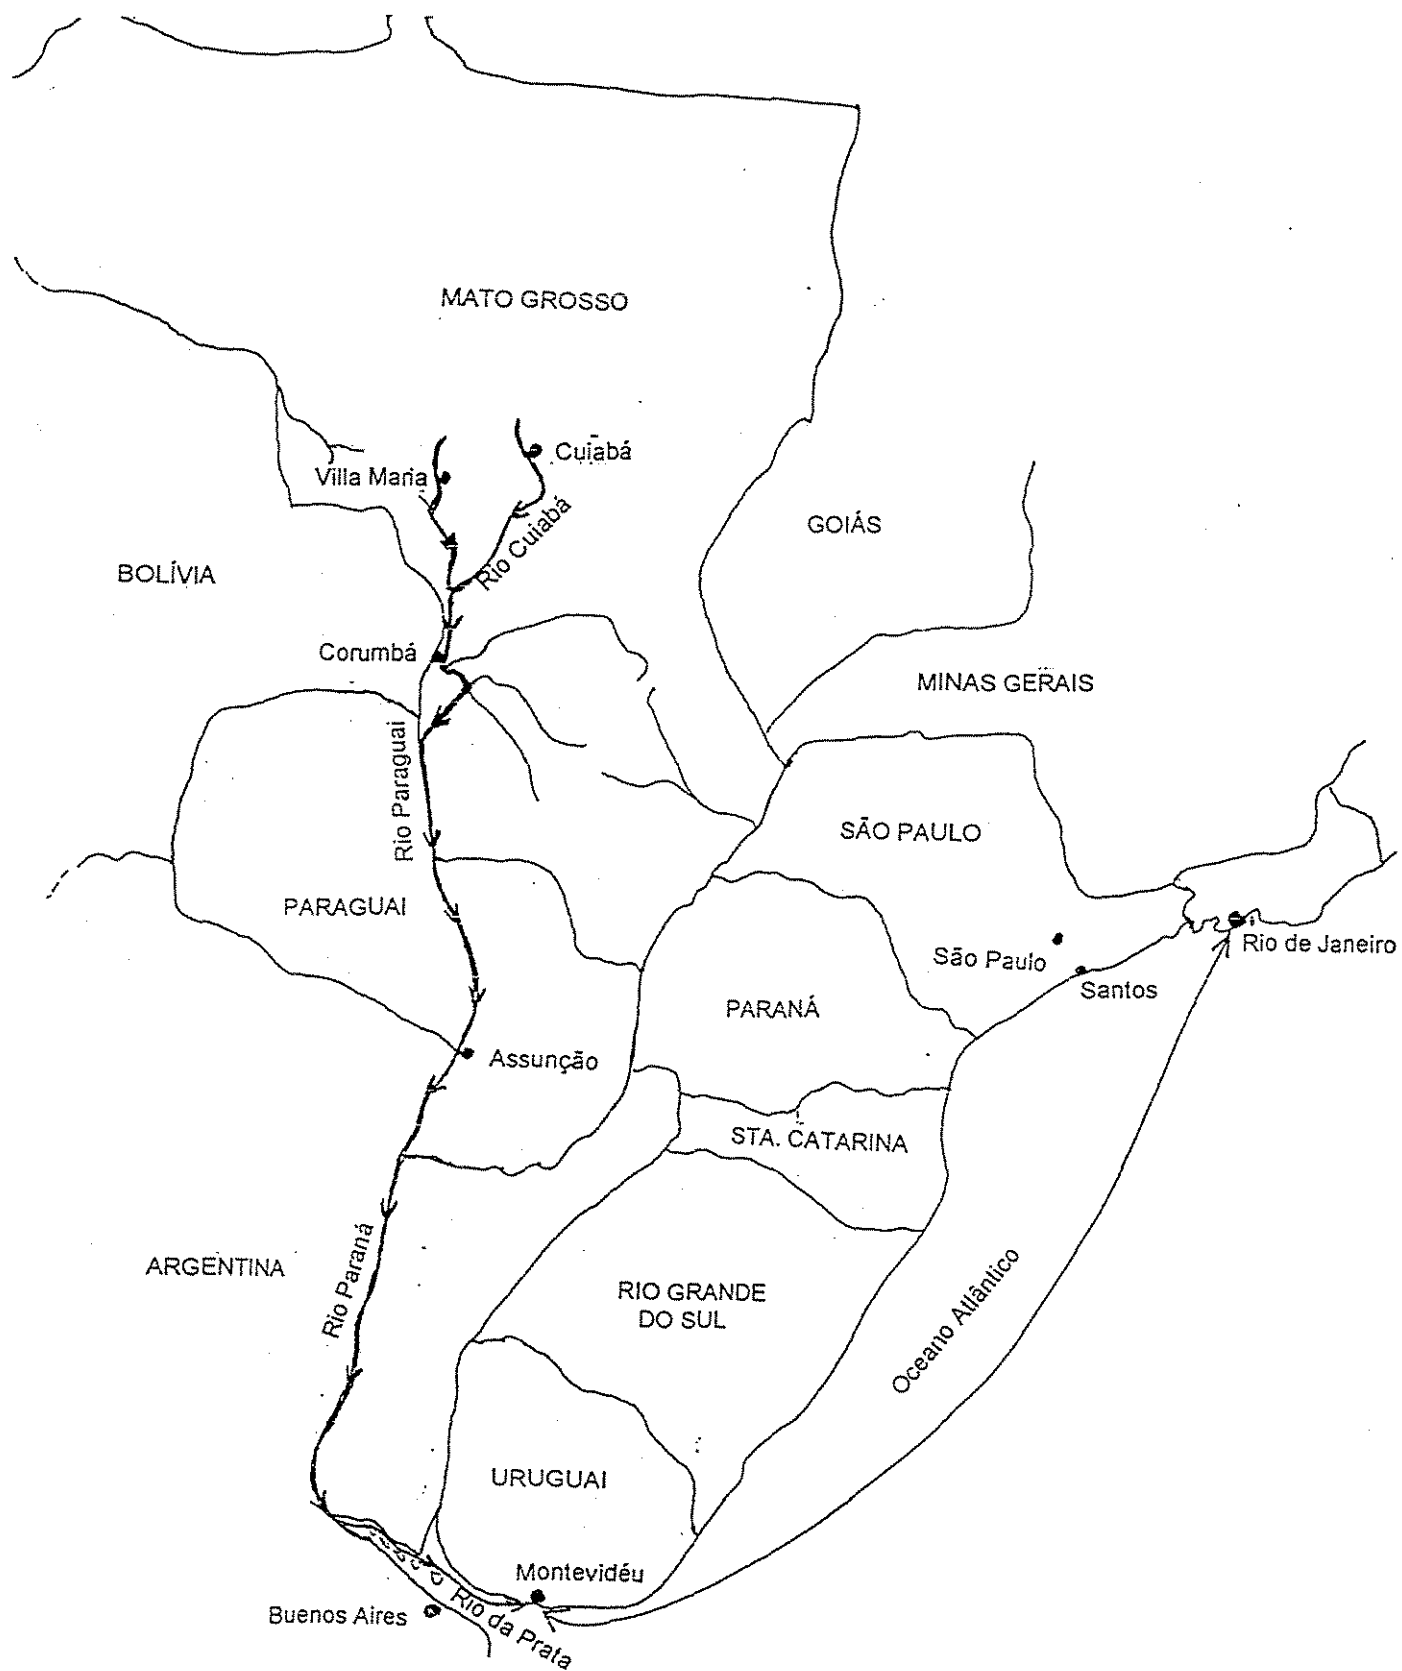 MATO GROSSO
Cuiabá
Villa Maria
Rio Cuiabá
GOIÁS
BOLÍVIA
Corumbá
MINAS GERAIS
Rio Paraguai
SÃO PAULO
PARAGUAI
São Paulo
Rio de Janeiro
Santos
PARANÁ
Assunção
STA. CATARINA
ARGENTINA
Rio Paraná
RIO GRANDE
DO SUL
Oceano Atlântico
URUGUAI
Montevidéu
Buenos Aires
Rio da Prata